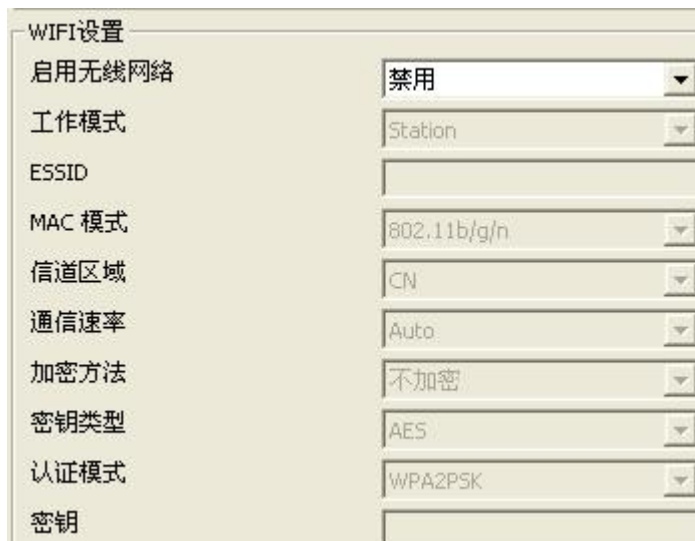 WIFI设置
启用无线网络 禁用
工作模式 Station
ESSID
MAC 模式 802.11b/g/n
信道区域 CN
通信速率 Auto
加密方法 不加密
密钥类型 AES
认证模式 WPA2PSK
密钥